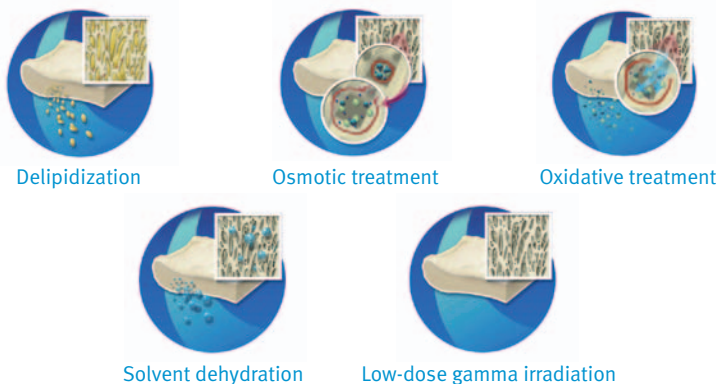 Delipidization
Osmotic treatment
Oxidative treatment
Solvent dehydration
Low-dose gamma irradiation